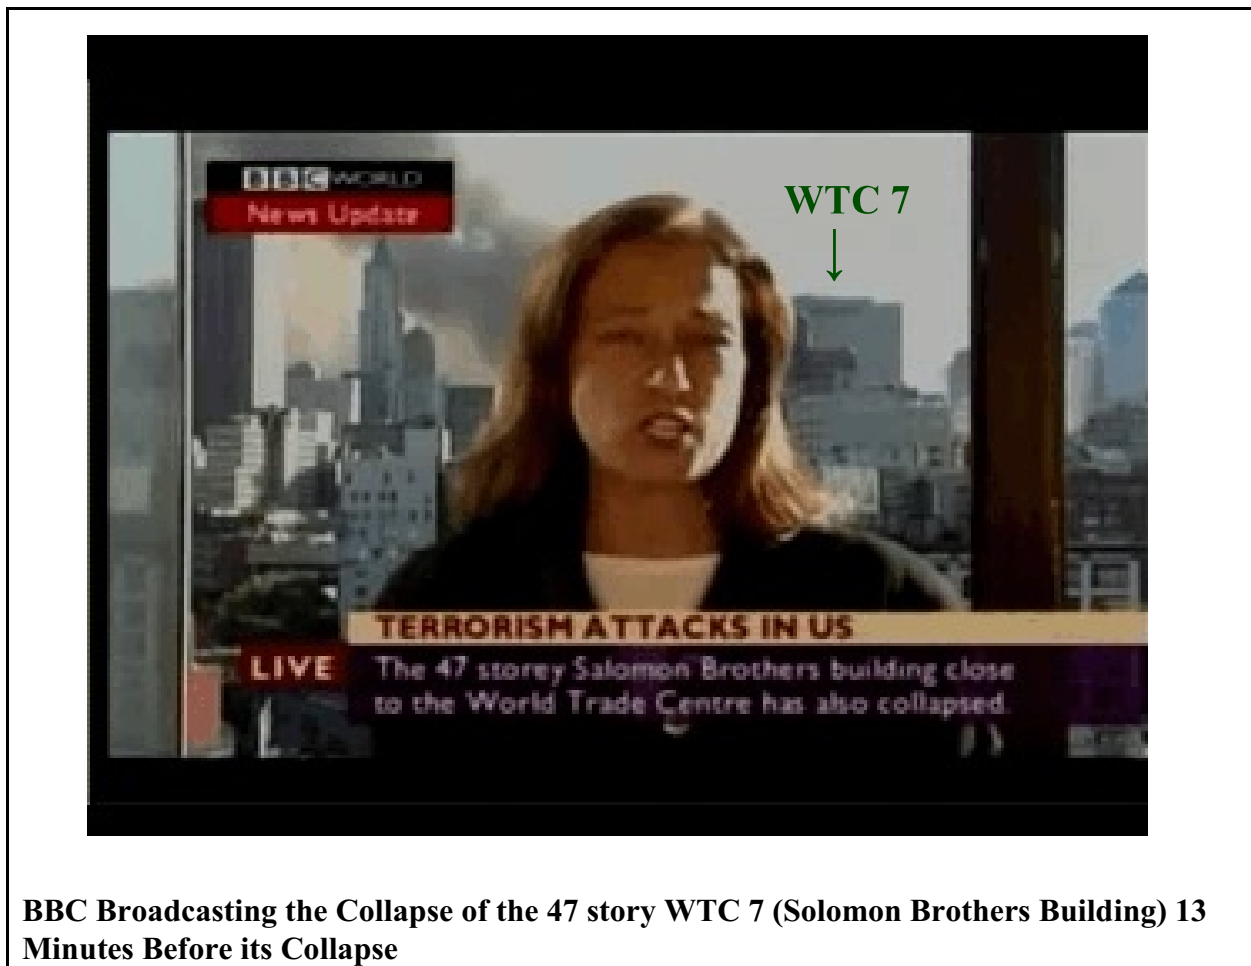 BBC WORLD
News Update
WTC 7
TERRORISM ATTACKS IN US
LIVE
The 47 storey Salomon Brothers building close
to the World Trade Centre has also collapsed.
BBC Broadcasting the Collapse of the 47 story WTC 7 (Solomon Brothers Building) 13
Minutes Before its Collapse